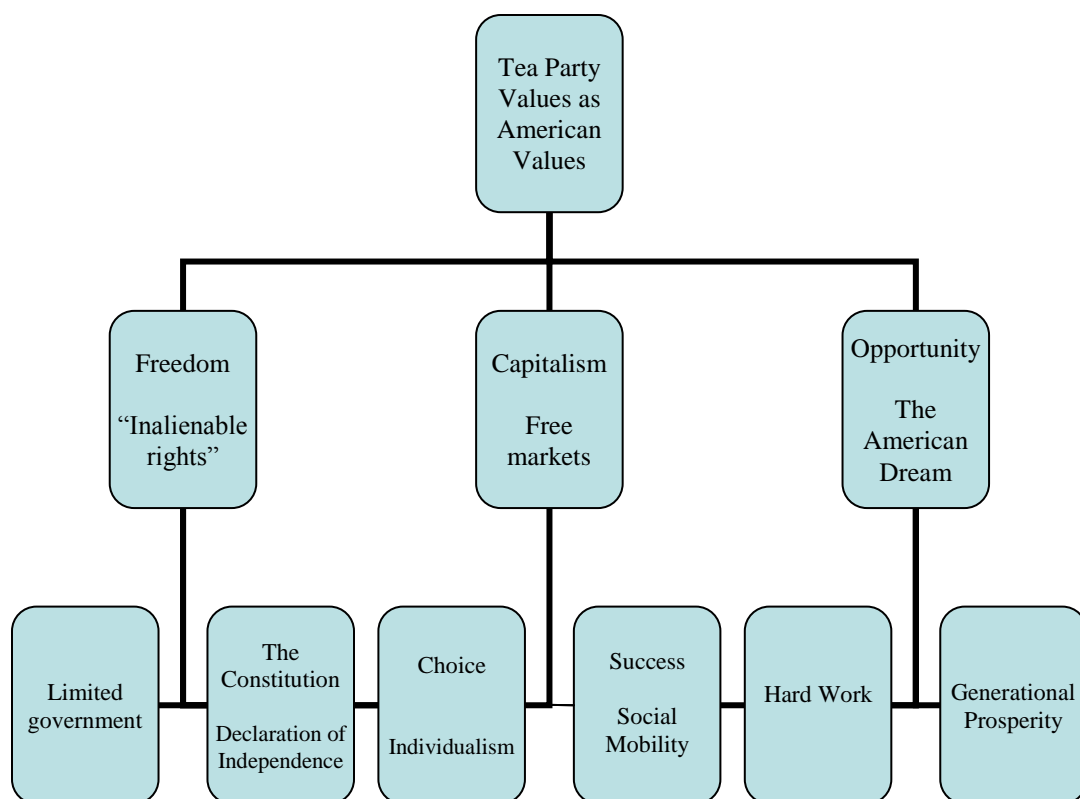 Tea Party
Values as
American
Values
Freedom
“Inalienable
rights”
Capitalism
Free
markets
Opportunity
The
American
Dream
Limited
government
The
Constitution
Declaration of
Independence
Choice
Individualism
Success
Social
Mobility
Hard Work
Generational
Prosperity